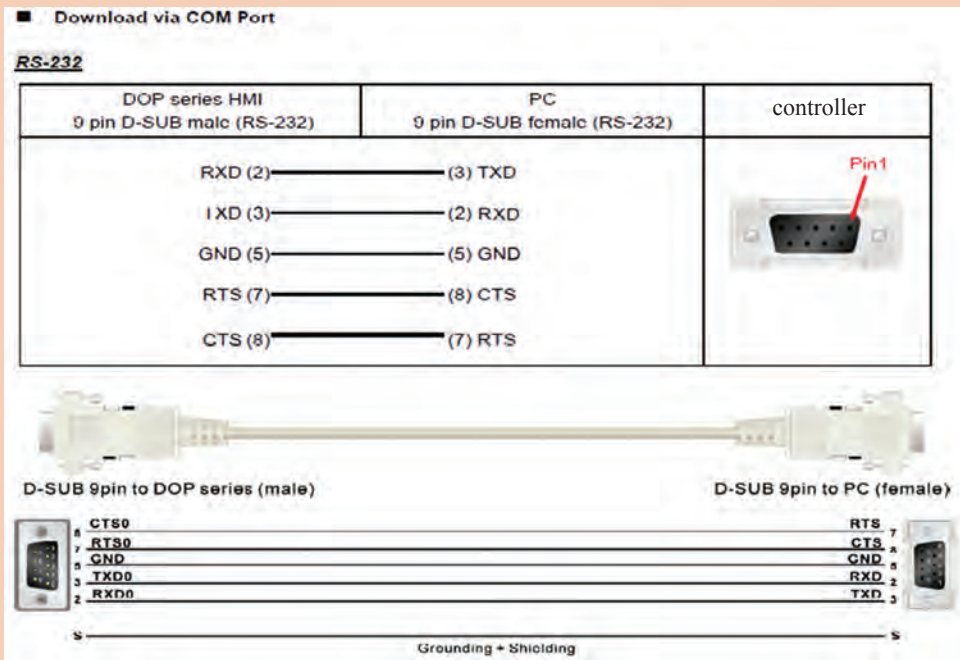 ■ Download via COM Port
RS-232
DOP series HMI
9 pin D-SUB male (RS-232)
PC
9 pin D-SUB female (RS-232)
controller
RXD (2) (3) TXD
TXD (3) (2) RXD
GND (5) (5) GND
RTS (7) (8) CTS
CTS (8) (7) RTS
Pin1
D-SUB 9pin to DOP series (male)
D-SUB 9pin to PC (female)
8 CTS0 RTS 7
7 RTS0 CTS 8
5 GND GND 5
3 TXD0 RXD 2
2 RXD0 TXD 3
S S
Grounding + Shielding